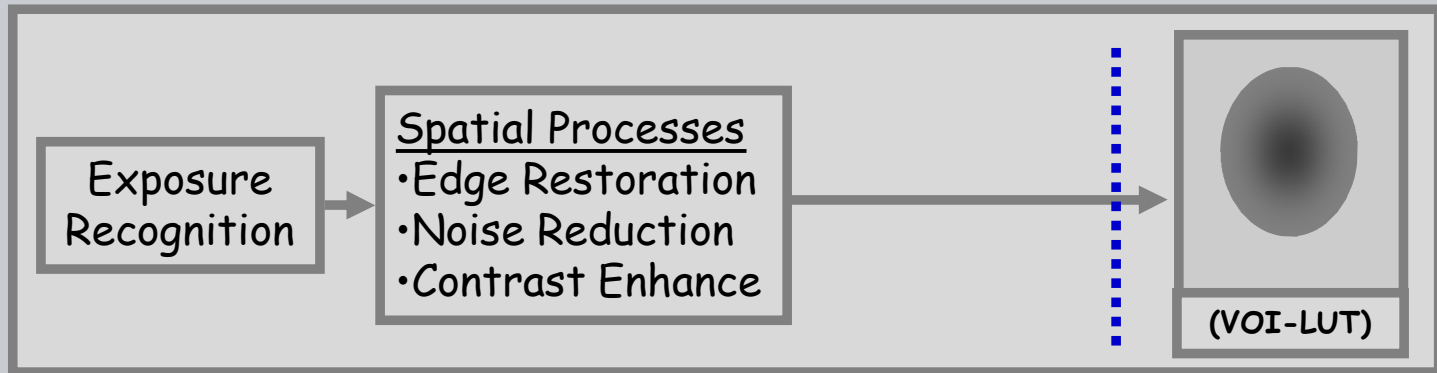 Exposure
Recognition
Spatial Processes
•Edge Restoration
•Noise Reduction
•Contrast Enhance
(VOI-LUT)